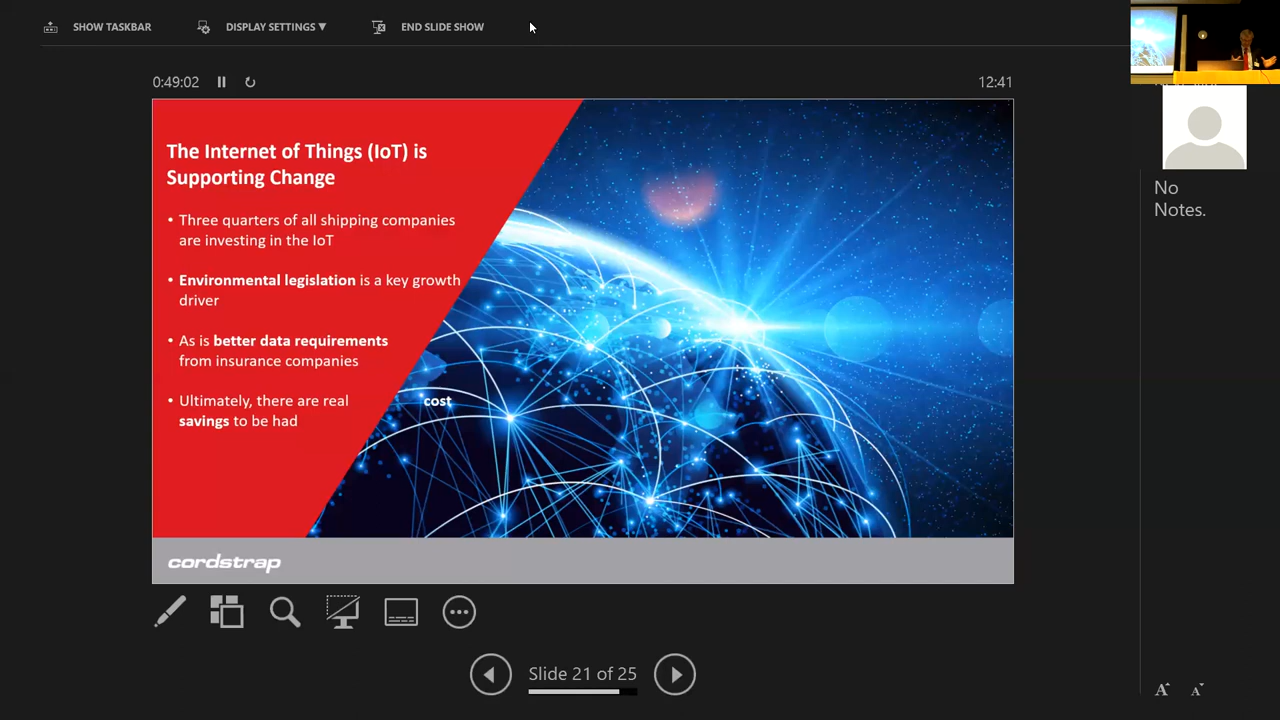 SHOW TASKBAR
DISPLAY SETTINGS ▼
END SLIDE SHOW
0:49:02
12:41
The Internet of Things (IoT) is
Supporting Change
• Three quarters of all shipping companies
are investing in the IoT
• Environmental legislation is a key growth
driver
• As is better data requirements
from insurance companies
• Ultimately, there are real cost
savings to be had
cordstrap
No
Notes.
Slide 21 of 25
A A